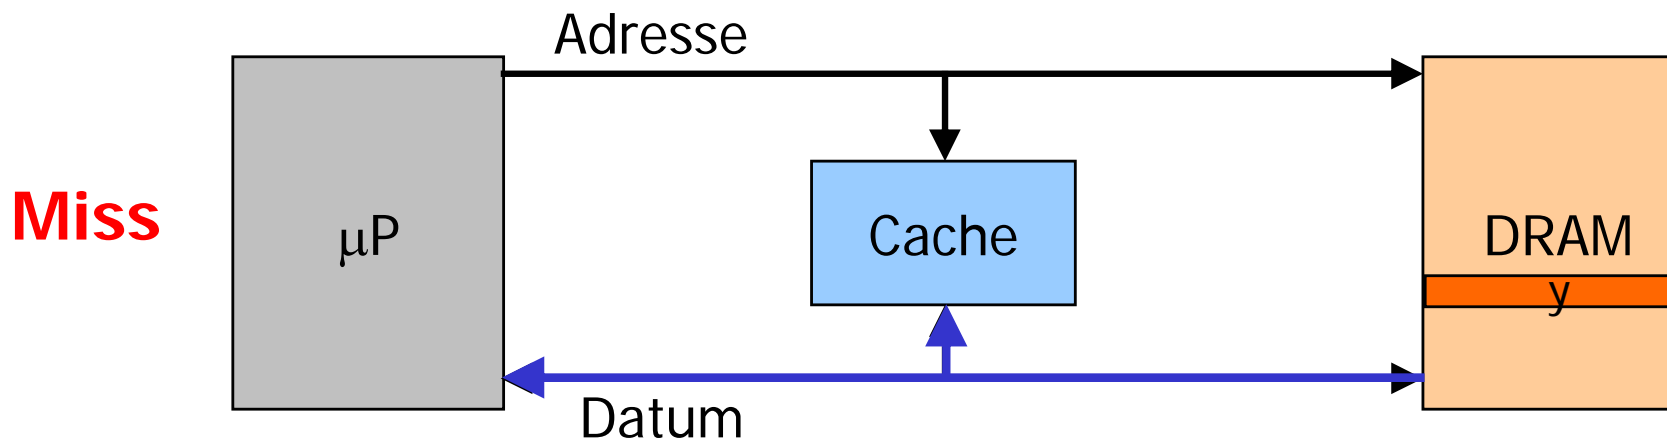 Adresse
Miss
μP
Cache
DRAM
y
Datum